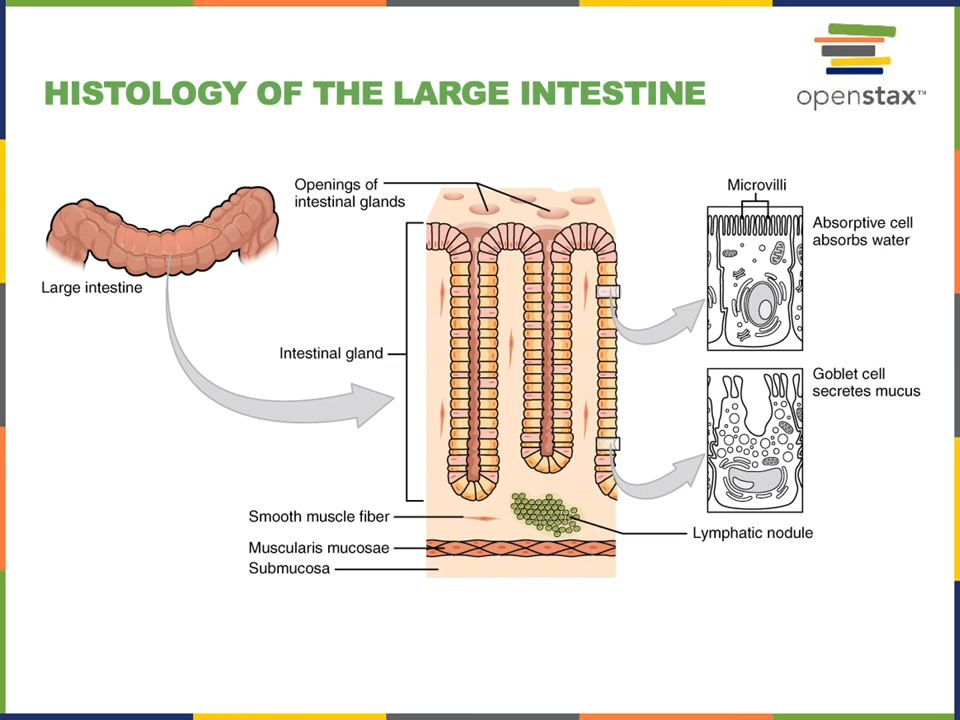 HISTOLOGY OF THE LARGE INTESTINE
openstax™
Openings of
intestinal glands
Large intestine
Intestinal gland
Smooth muscle fiber
Muscularis mucosae
Submucosa
Lymphatic nodule
Microvilli
Absorptive cell
absorbs water
Goblet cell
secretes mucus